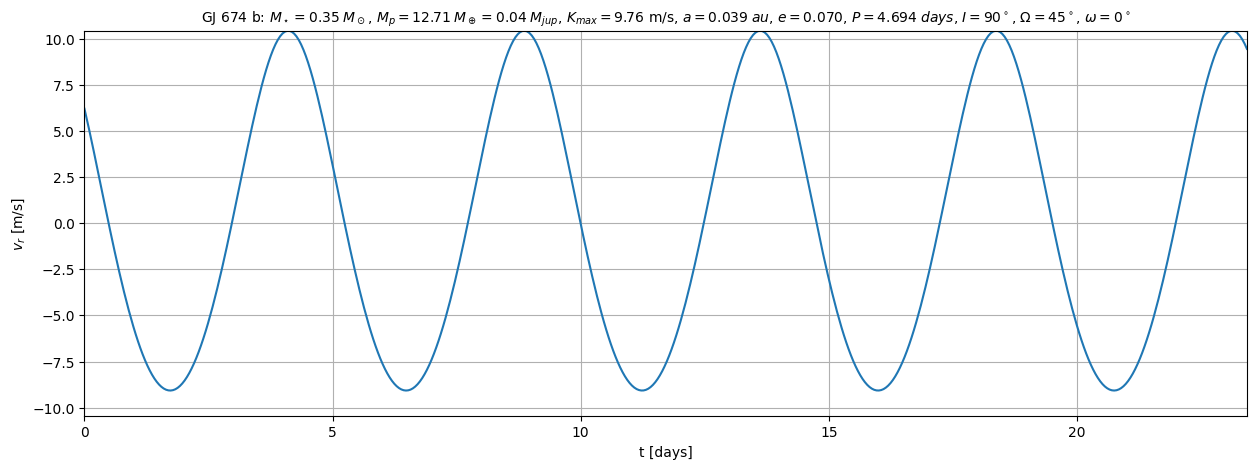 GJ 674 b: M⋆ = 0.35 M⊙, Mp = 12.71 M⊕ = 0.04 Mjup, Kmax = 9.76 m/s, a = 0.039 au, e = 0.070, P = 4.694 days, I = 90°, Ω = 45°, ω = 0°
10.0
7.5
5.0
2.5
0.0
−2.5
−5.0
−7.5
−10.0
vr [m/s]
0 5 10 15 20
t [days]